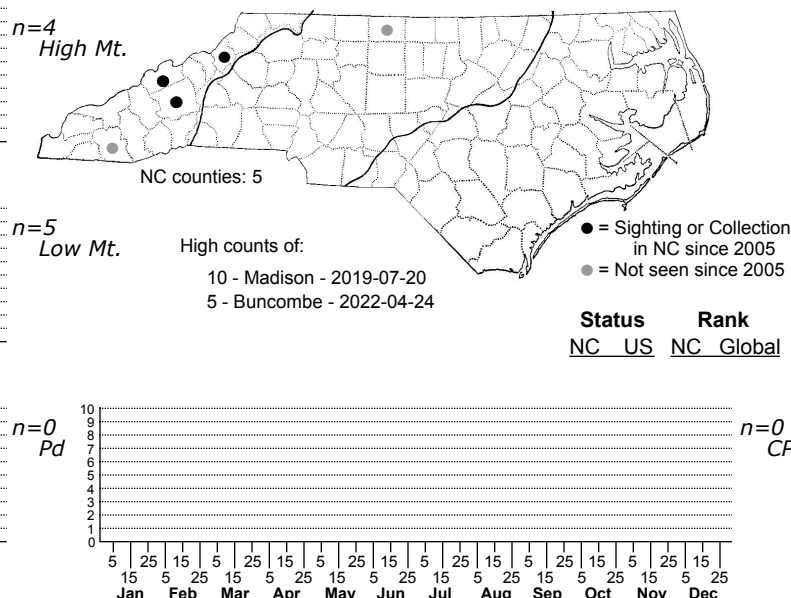 n=4
High Mt.
NC counties: 5
n=5
Low Mt.
High counts of:
10 - Madison - 2019-07-20
5 - Buncombe - 2022-04-24
● = Sighting or Collection
in NC since 2005
● = Not seen since 2005
Status Rank
NC US NC Global
n=0
Pd
10
9
8
7
6
5
4
3
2
1
0
n=0
CP
5 25 15 5 25 15 5 25 15 5 25 15 5 25 15 5 25 15
15 5 25 15 5 25 15 5 25 15 5 25 15 5 25 15 5 25
Jan Feb Mar Apr May Jun Jul Aug Sep Oct Nov Dec